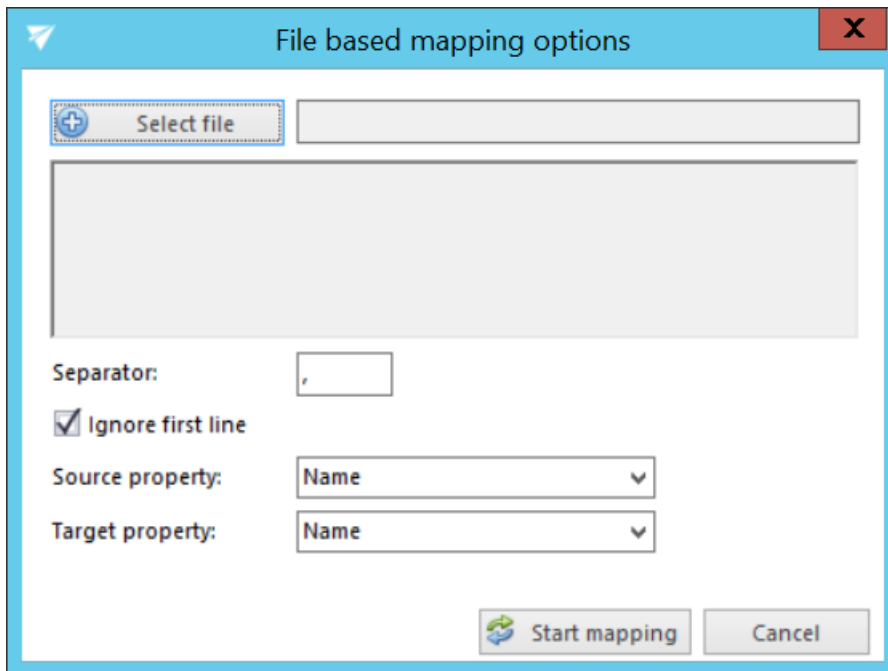 File based mapping options
X
Select file
Separator: ,
Ignore first line
Source property: Name
Target property: Name
Start mapping Cancel